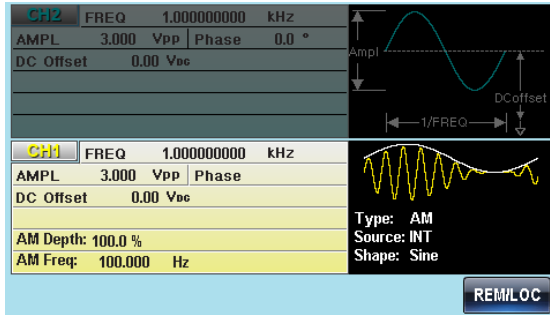 CH2 FREQ 1.000000000 kHz
AMPL 3.000 Vpp Phase 0.0 °
DC Offset 0.00 VDC
Ampl
DCoffset
1/FREQ
CH1 FREQ 1.000000000 kHz
AMPL 3.000 Vpp Phase
DC Offset 0.00 VDC
AM Depth: 100.0 %
AM Freq: 100.000 Hz
Type: AM
Source: INT
Shape: Sine
REM/LOC